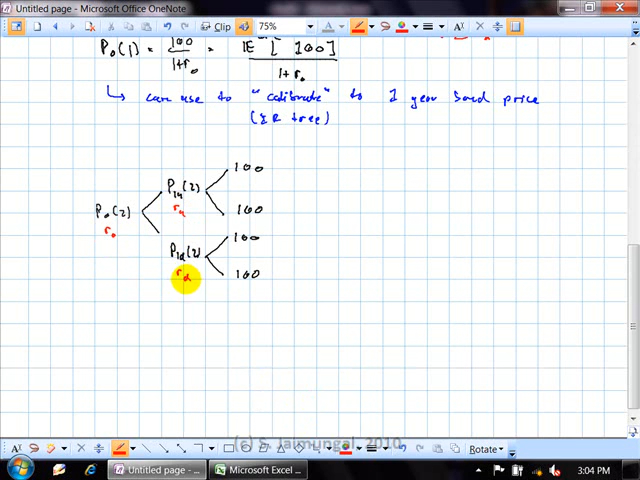 Untitled page - Microsoft Office OneNote
75%
P₀(1) = 100 / 1+r₀ = 𝔼 [ 100 ] / 1+r₀
↳ can use to "calibrate" to 1 year bond price
(IR tree)
100
P₁ᵤ(2)
rᵤ
P₀(2)
100
r₀
100
P₁d(2)
r_d
100
(c) S. Jaimungal, 2010
Rotate
Untitled page - ...
Microsoft Excel ...
3:04 PM